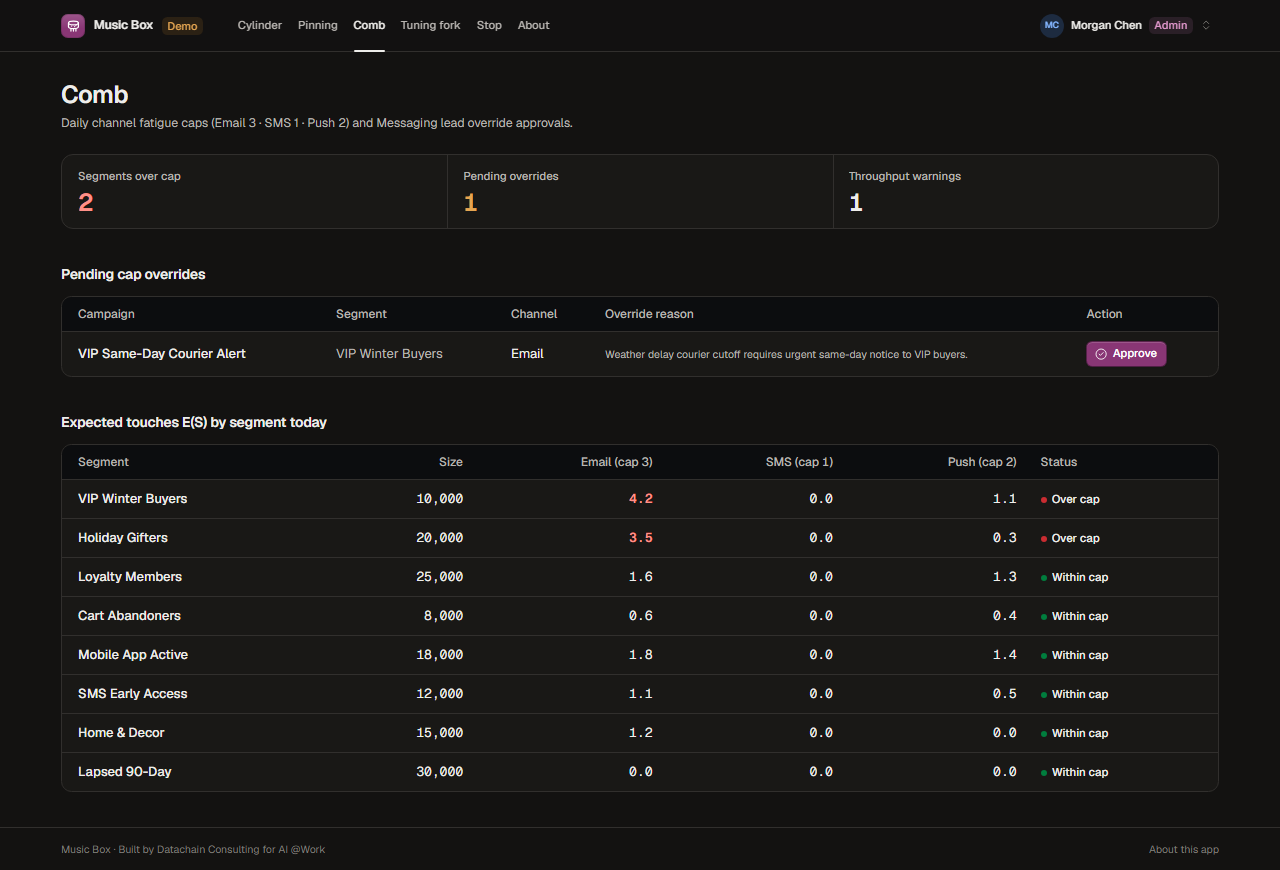 Music Box Demo Cylinder Pinning Comb Tuning fork Stop About MC Morgan Chen Admin
Comb
Daily channel fatigue caps (Email 3 · SMS 1 · Push 2) and Messaging lead override approvals.
Segments over cap Pending overrides Throughput warnings
2 1 1
Pending cap overrides
Campaign Segment Channel Override reason Action
VIP Same-Day Courier Alert VIP Winter Buyers Email Weather delay courier cutoff requires urgent same-day notice to VIP buyers. Approve
Expected touches E(S) by segment today
Segment Size Email (cap 3) SMS (cap 1) Push (cap 2) Status
VIP Winter Buyers 10,000 4.2 0.0 1.1 Over cap
Holiday Gifters 20,000 3.5 0.0 0.3 Over cap
Loyalty Members 25,000 1.6 0.0 1.3 Within cap
Cart Abandoners 8,000 0.6 0.0 0.4 Within cap
Mobile App Active 18,000 1.8 0.0 1.4 Within cap
SMS Early Access 12,000 1.1 0.0 0.5 Within cap
Home & Decor 15,000 1.2 0.0 0.0 Within cap
Lapsed 90-Day 30,000 0.0 0.0 0.0 Within cap
Music Box · Built by Datachain Consulting for AI @Work About this app